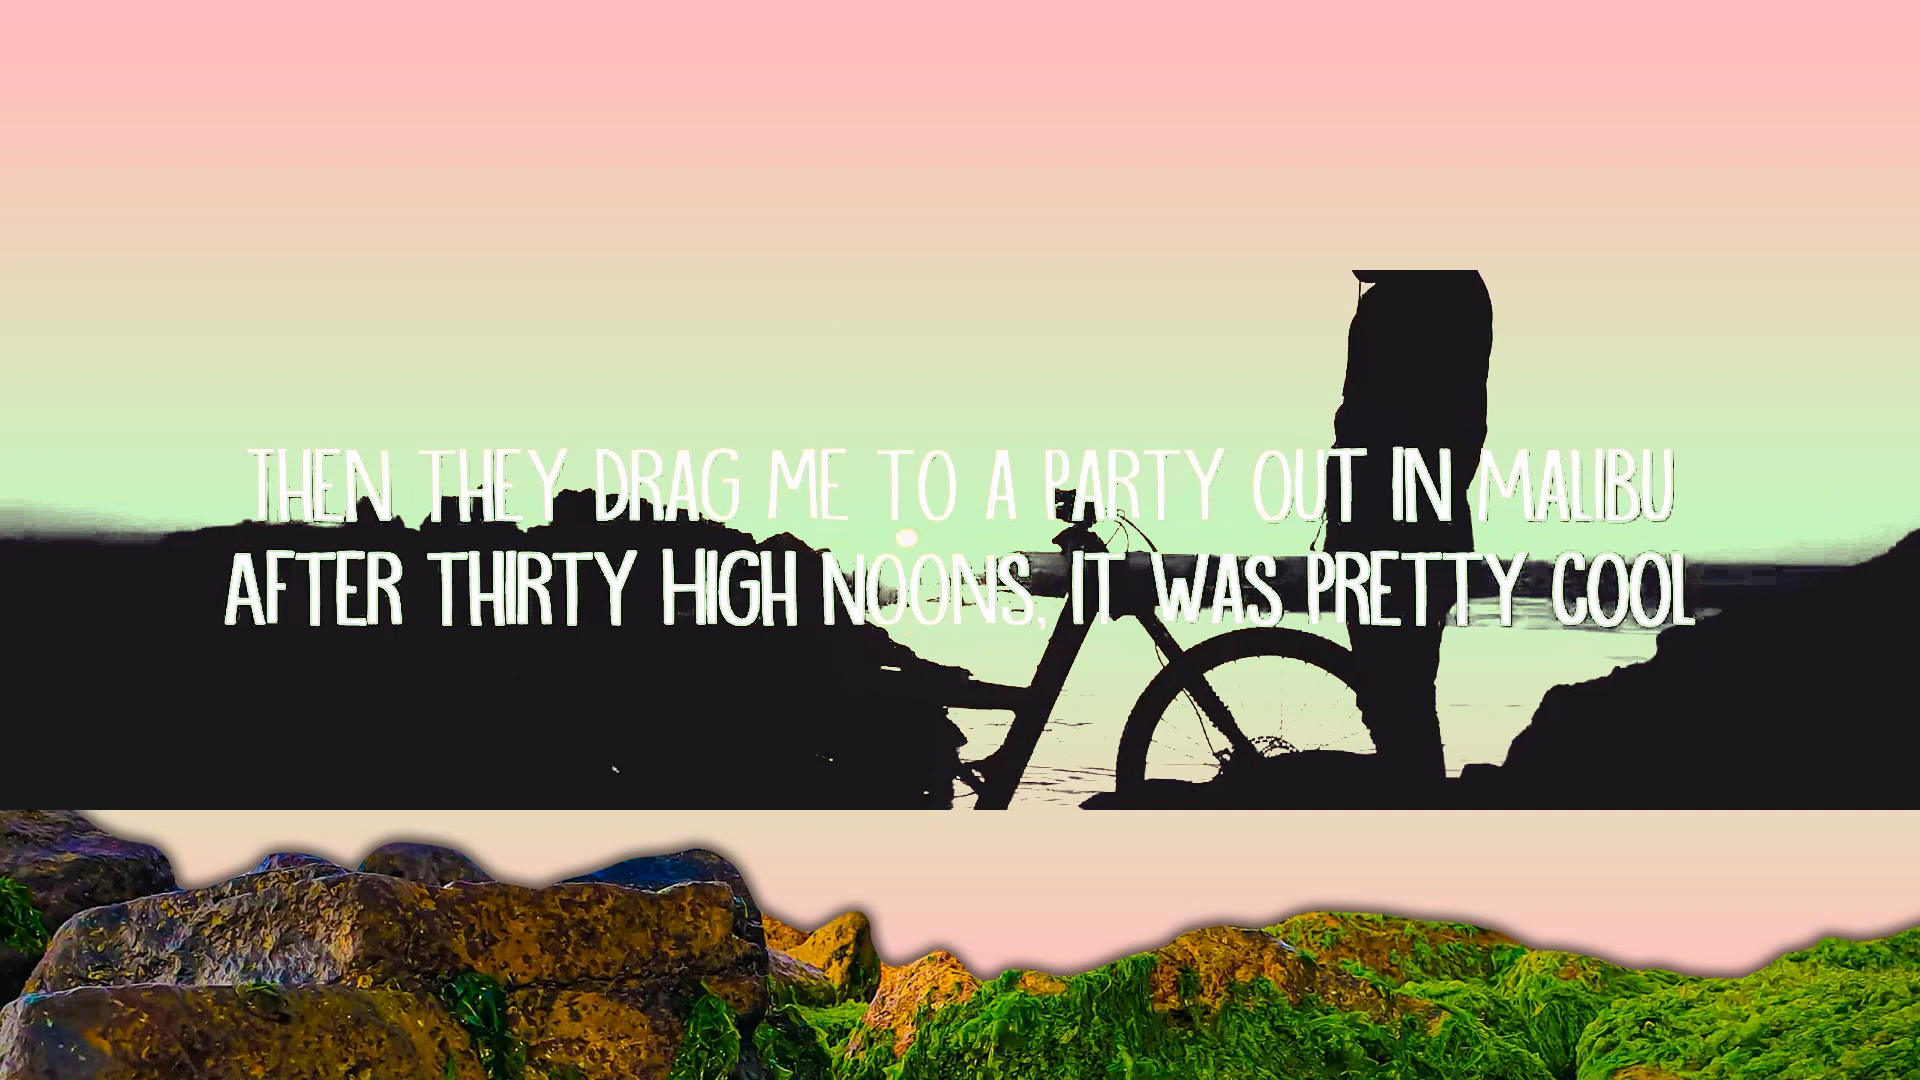 THEN THEY DRAG ME TO A PARTY OUT IN MALIBU
AFTER THIRTY HIGH NOONS, IT WAS PRETTY COOL